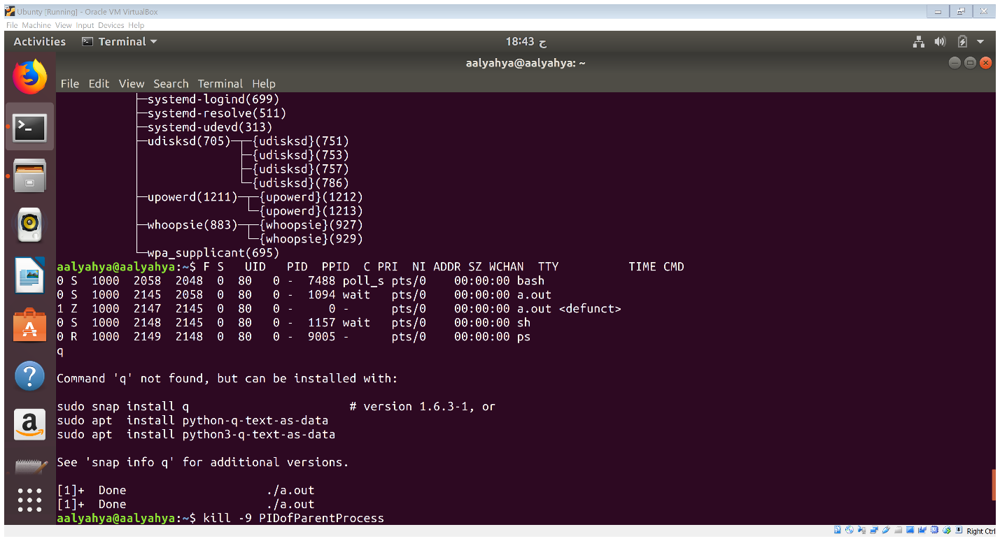 Ubunty [Running] - Oracle VM VirtualBox
File Machine View Input Devices Help
Activities Terminal 18:43 ح
aalyahya@aalyahya: ~
File Edit View Search Terminal Help
├─systemd-logind(699)
├─systemd-resolve(511)
├─systemd-udevd(313)
├─udisksd(705)─┬─{udisksd}(751)
├─{udisksd}(753)
├─{udisksd}(757)
└─{udisksd}(786)
├─upowerd(1211)─┬─{upowerd}(1212)
└─{upowerd}(1213)
├─whoopsie(883)─┬─{whoopsie}(927)
└─{whoopsie}(929)
└─wpa_supplicant(695)
aalyahya@aalyahya:~$ F S   UID   PID  PPID  C PRI  NI ADDR SZ WCHAN  TTY          TIME CMD
0 S  1000  2058  2048  0  80   0 -  7488 poll_s pts/0    00:00:00 bash
0 S  1000  2145  2058  0  80   0 -  1094 wait   pts/0    00:00:00 a.out
1 Z  1000  2147  2145  0  80   0 -     0 -      pts/0    00:00:00 a.out <defunct>
0 S  1000  2148  2145  0  80   0 -  1157 wait   pts/0    00:00:00 sh
0 R  1000  2149  2148  0  80   0 -  9005 -      pts/0    00:00:00 ps
q
Command 'q' not found, but can be installed with:
sudo snap install q                       # version 1.6.3-1, or
sudo apt  install python-q-text-as-data
sudo apt  install python3-q-text-as-data
See 'snap info q' for additional versions.
[1]+  Done                    ./a.out
[1]+  Done                    ./a.out
aalyahya@aalyahya:~$ kill -9 PIDofParentProcess
Right Ctrl